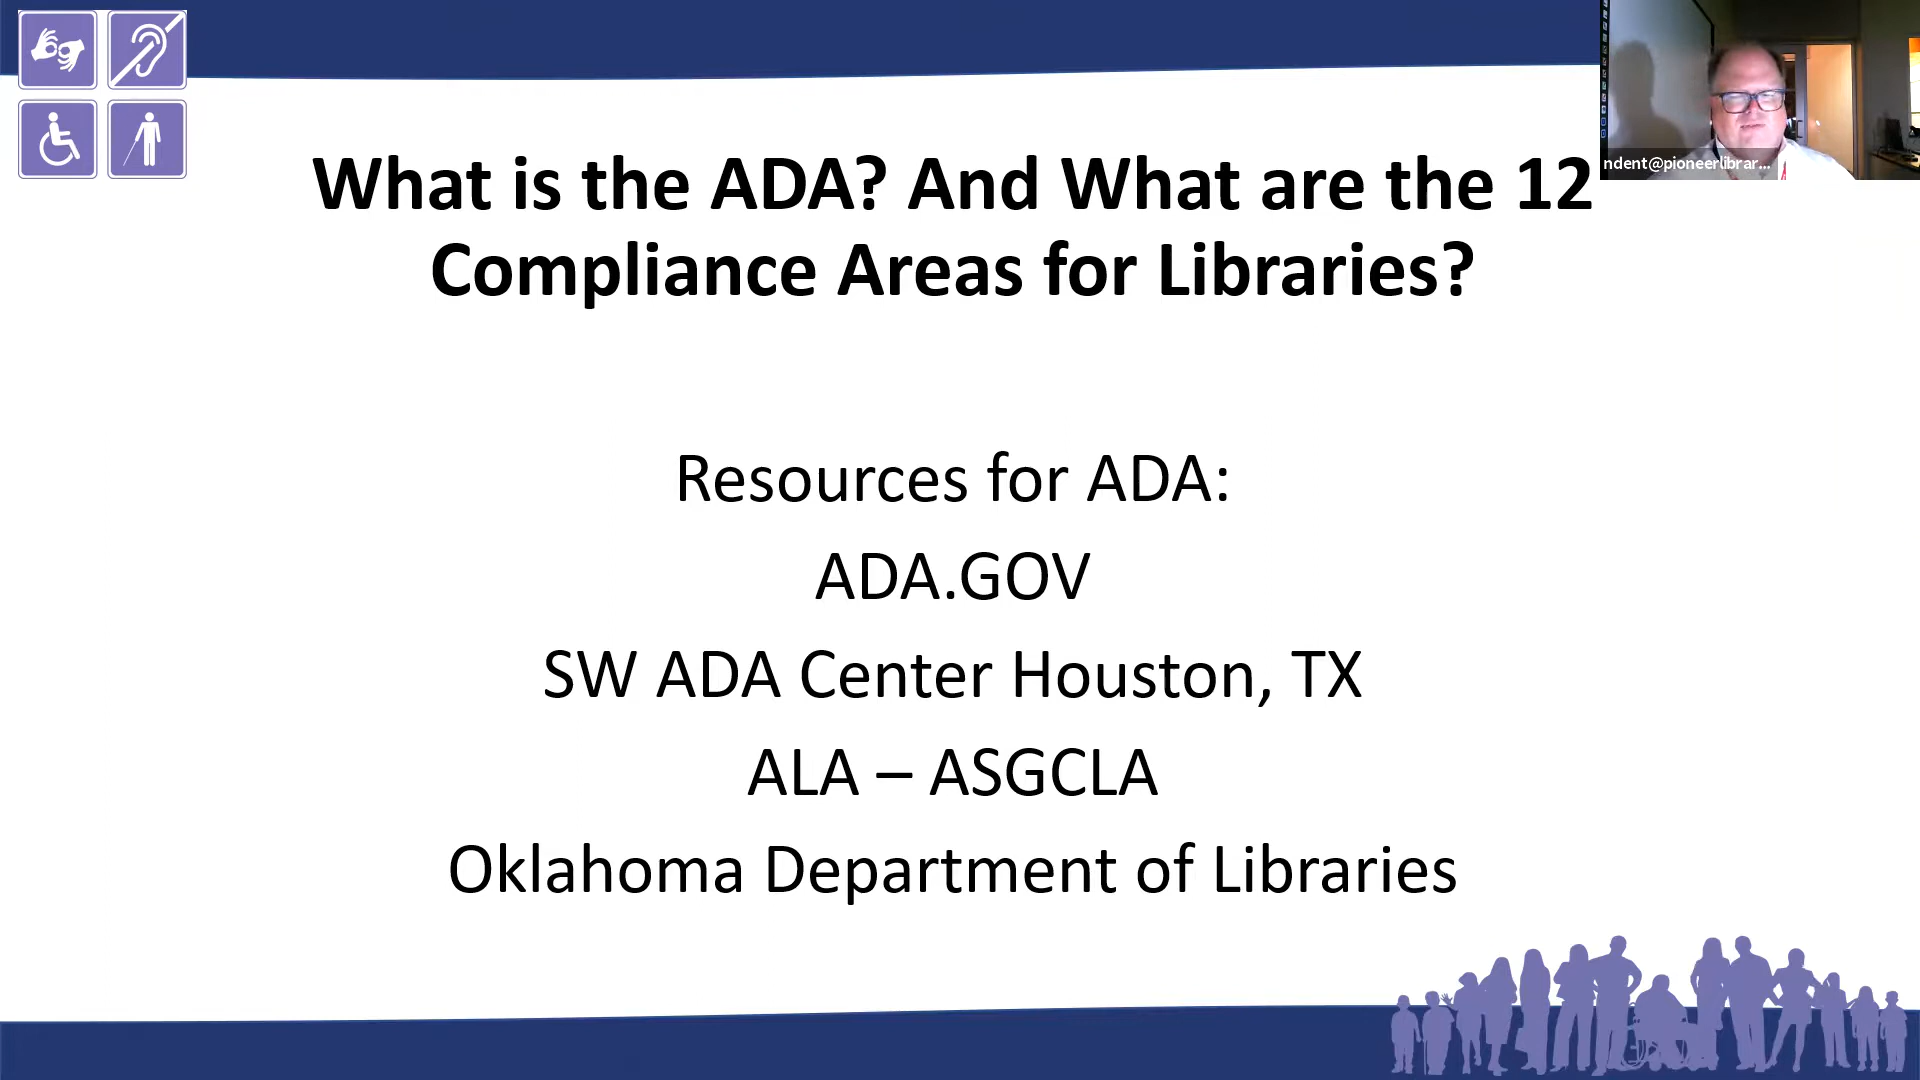 What is the ADA? And What are the 12
Compliance Areas for Libraries?
ndent@pioneerlibrar...
Resources for ADA:
ADA.GOV
SW ADA Center Houston, TX
ALA – ASGCLA
Oklahoma Department of Libraries